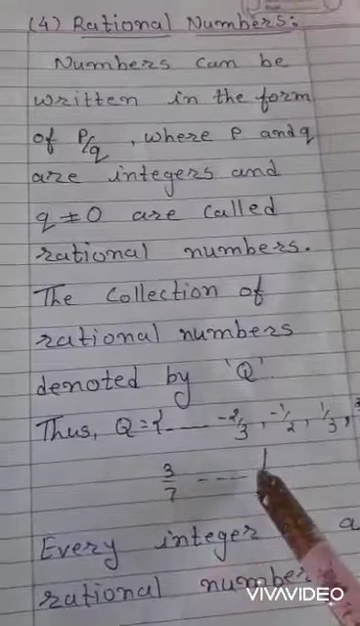 (4) Rational Numbers:
Numbers can be
written in the form
of P/q , where P and q
are integers and
q ≠ 0 are called
rational numbers.
The Collection of
rational numbers
denoted by 'Q'
Thus, Q = { --- -2/3 , -1/2 , 1/3 ,
3/7 ---
Every integer a
rational number
VIVAVIDEO